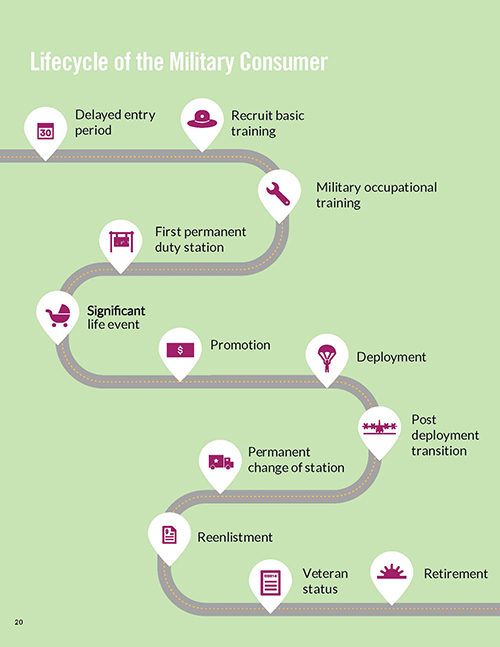 Lifecycle of the Military Consumer
Delayed entry
period
30
Recruit basic
training
Military occupational
training
First permanent
duty station
Significant
life event
$
Promotion
Deployment
Post
deployment
transition
Permanent
change of station
Reenlistment
Veteran
status
Retirement
20